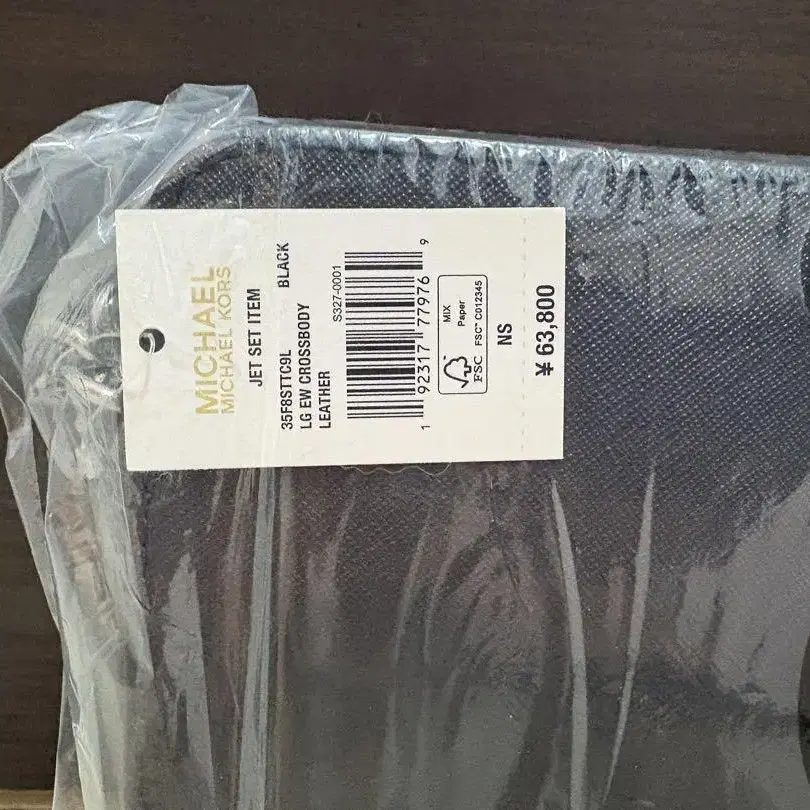 MICHAEL
MICHAEL KORS
JET SET ITEM
35F8STTC9L BLACK
LG EW CROSSBODY
LEATHER
S327-0001
1 92317 77976 9
MIX
Paper
FSC FSC™ C012345
NS
¥ 63,800